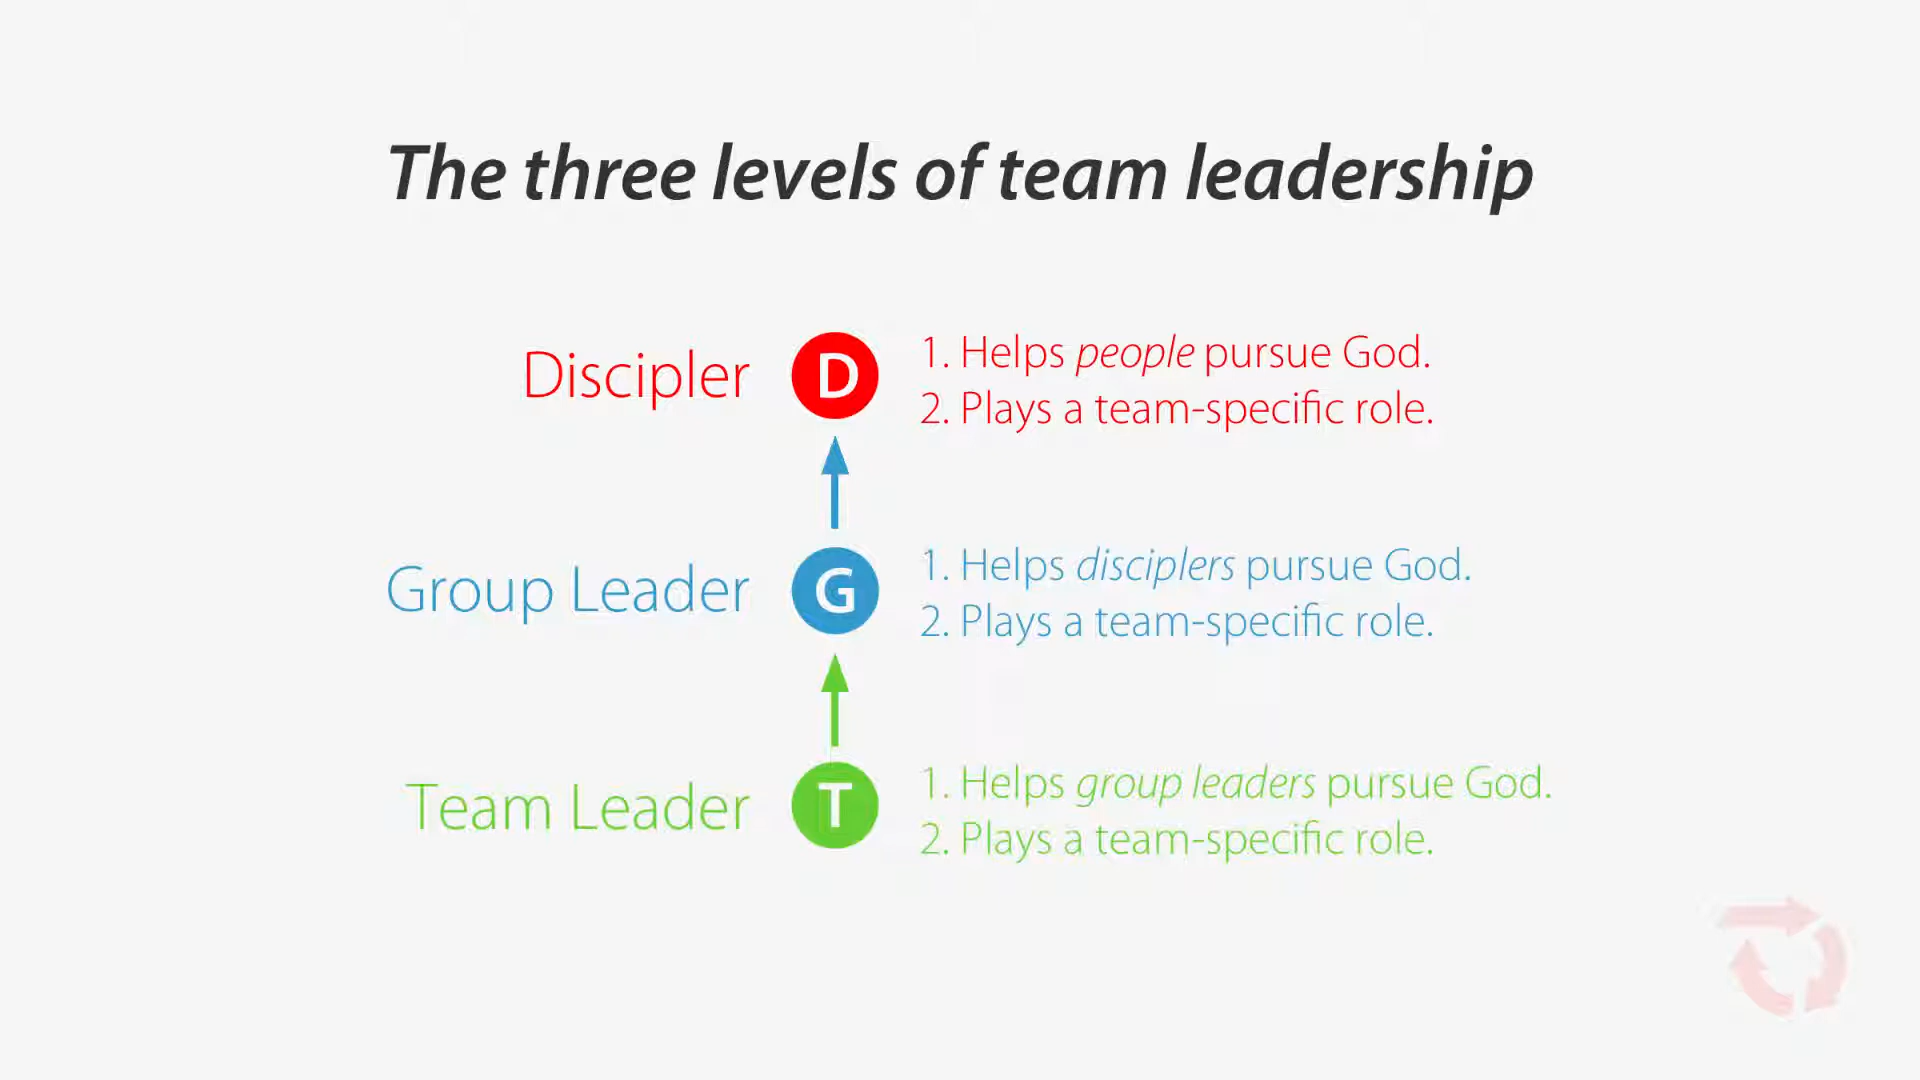 The three levels of team leadership
Discipler
D
1. Helps people pursue God.
2. Plays a team-specific role.
Group Leader
G
1. Helps disciplers pursue God.
2. Plays a team-specific role.
Team Leader
T
1. Helps group leaders pursue God.
2. Plays a team-specific role.